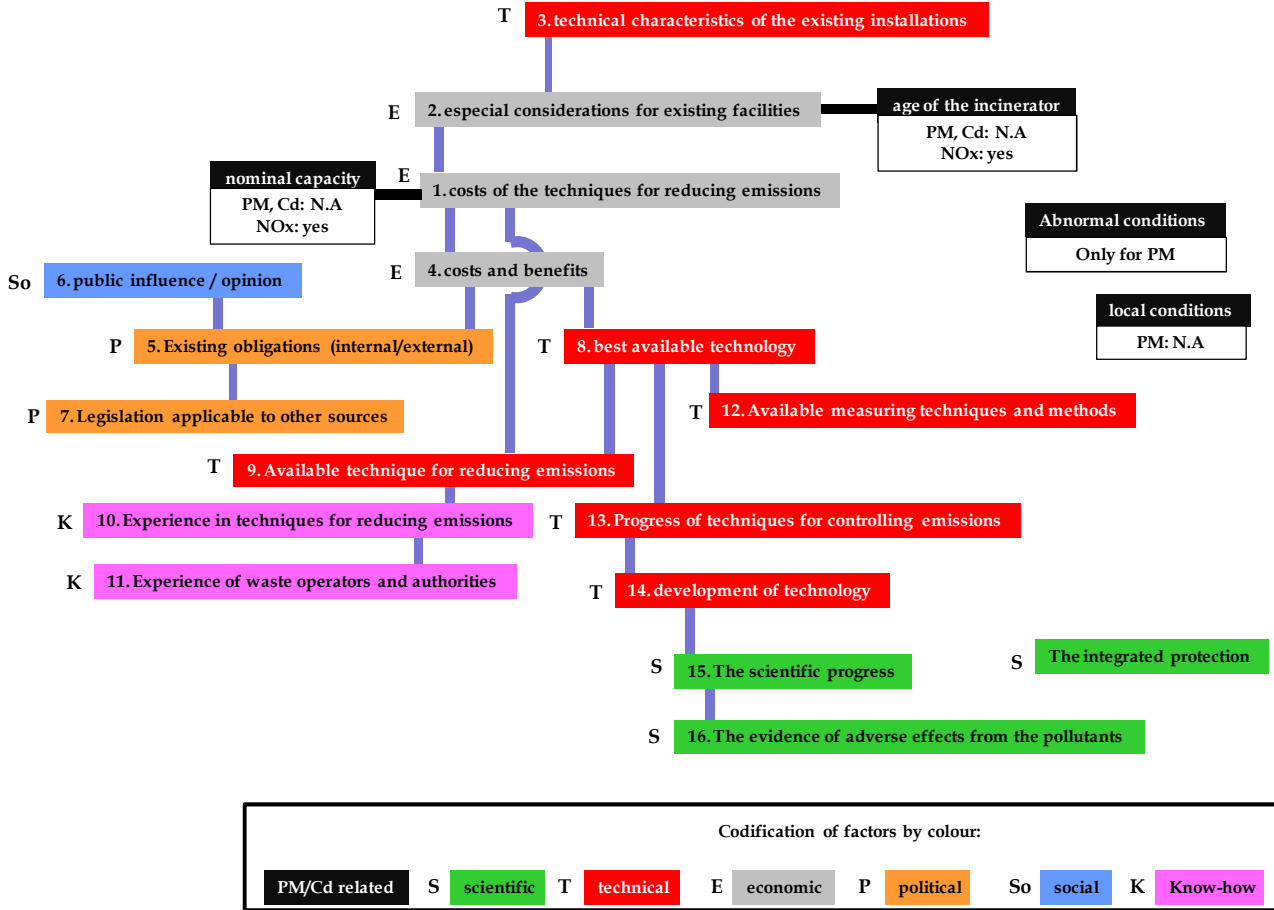 T 3. technical characteristics of the existing installations
E 2. especial considerations for existing facilities
age of the incinerator
PM, Cd: N.A
NOx: yes
nominal capacity
PM, Cd: N.A
NOx: yes
E 1. costs of the techniques for reducing emissions
Abnormal conditions
Only for PM
E 4. costs and benefits
So 6. public influence / opinion
local conditions
PM: N.A
P 5. Existing obligations (internal/external)
T 8. best available technology
P 7. Legislation applicable to other sources
T 12. Available measuring techniques and methods
T 9. Available technique for reducing emissions
K 10. Experience in techniques for reducing emissions
T 13. Progress of techniques for controlling emissions
K 11. Experience of waste operators and authorities
T 14. development of technology
S 15. The scientific progress
S The integrated protection
S 16. The evidence of adverse effects from the pollutants
Codification of factors by colour:
PM/Cd related S scientific T technical E economic P political So social K Know-how